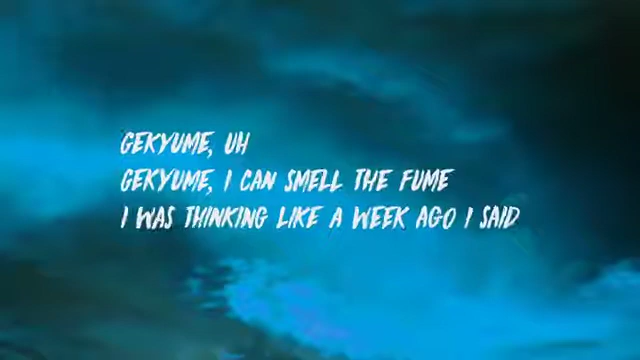 GEKYUME, UH
GEKYUME, I CAN SMELL THE FUME
I WAS THINKING LIKE A WEEK AGO I SAID